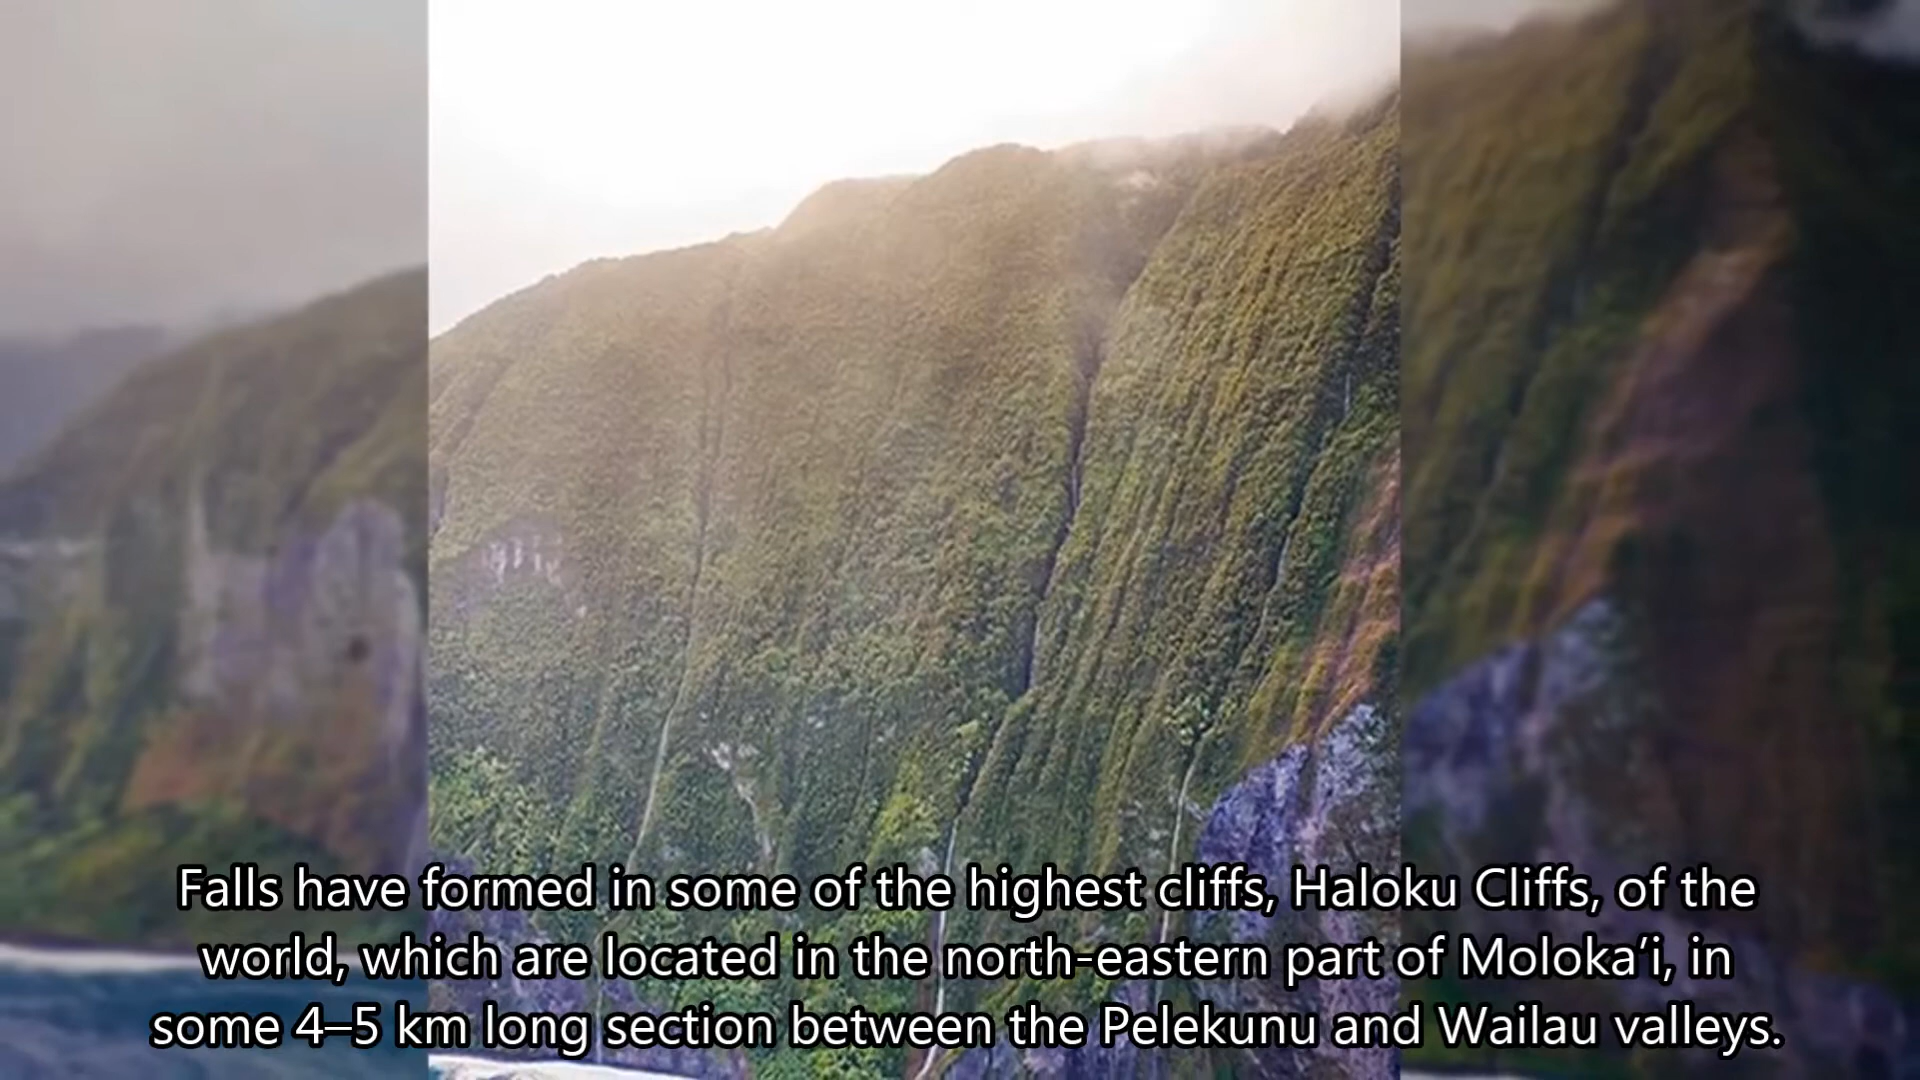 Falls have formed in some of the highest cliffs, Haloku Cliffs, of the
world, which are located in the north-eastern part of Moloka’i, in
some 4–5 km long section between the Pelekunu and Wailau valleys.